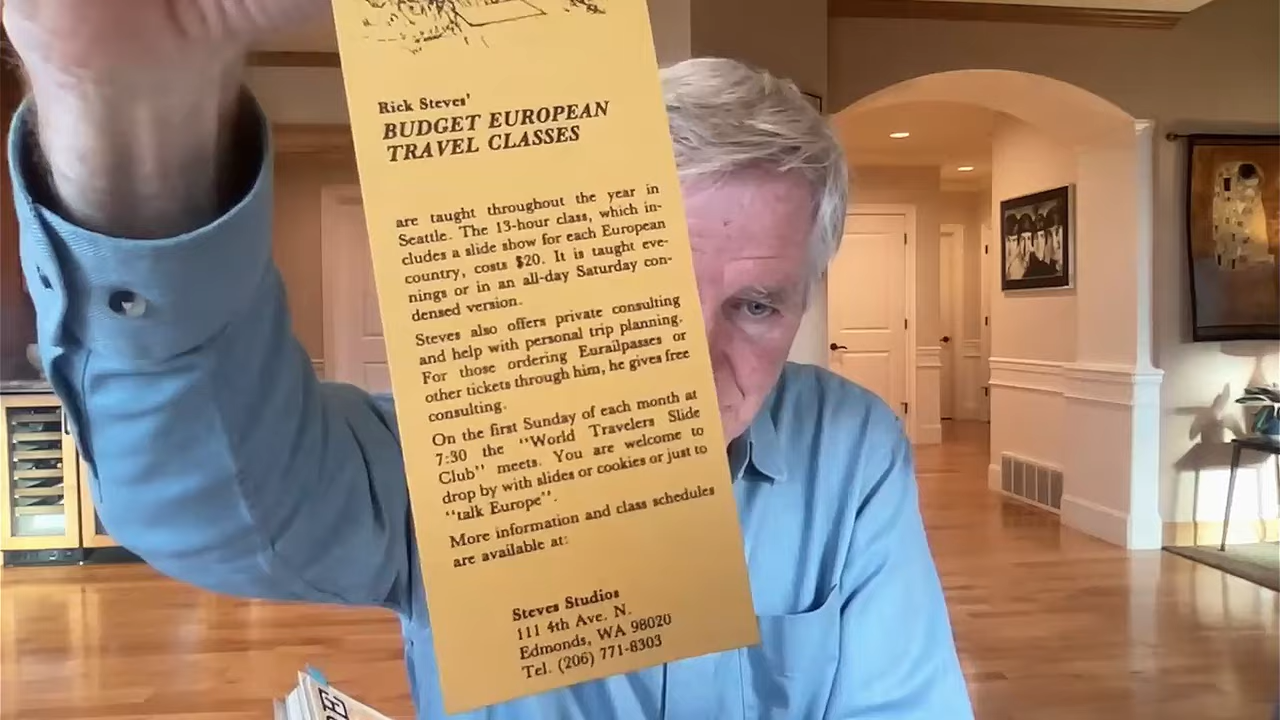 Rick Steves'
BUDGET EUROPEAN
TRAVEL CLASSES
are taught throughout the year in
Seattle. The 13-hour class, which in-
cludes a slide show for each European
country, costs $20. It is taught eve-
nings or in an all-day Saturday con-
densed version.
Steves also offers private consulting
and help with personal trip planning.
For those ordering Eurailpasses or
other tickets through him, he gives free
consulting.
On the first Sunday of each month at
7:30 the "World Travelers Slide
Club" meets. You are welcome to
drop by with slides or cookies or just to
"talk Europe".
More information and class schedules
are available at:
Steves Studios
111 4th Ave. N.
Edmonds, WA 98020
Tel. (206) 771-8303